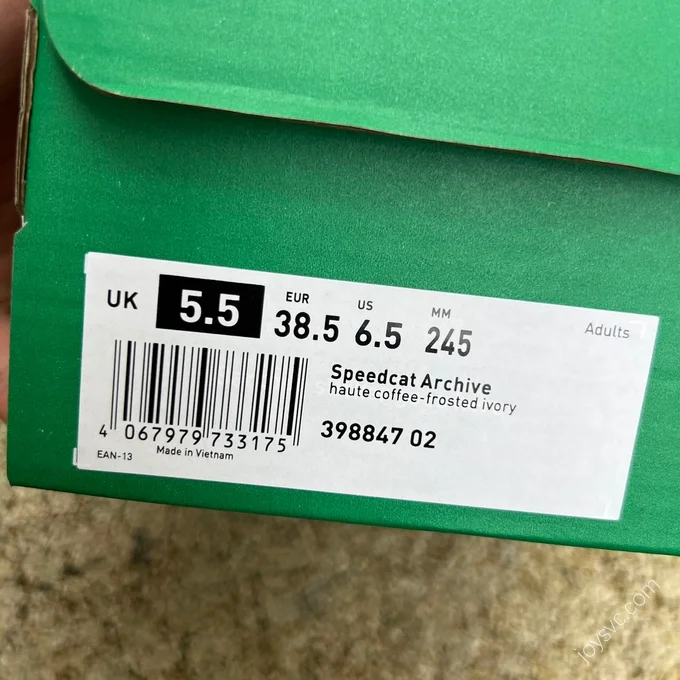 UK 5.5 EUR 38.5 US 6.5 MM 245 Adults
Speedcat Archive
haute coffee-frosted ivory
398847 02
4 067979 733175
EAN-13 Made in Vietnam
joysvc.com